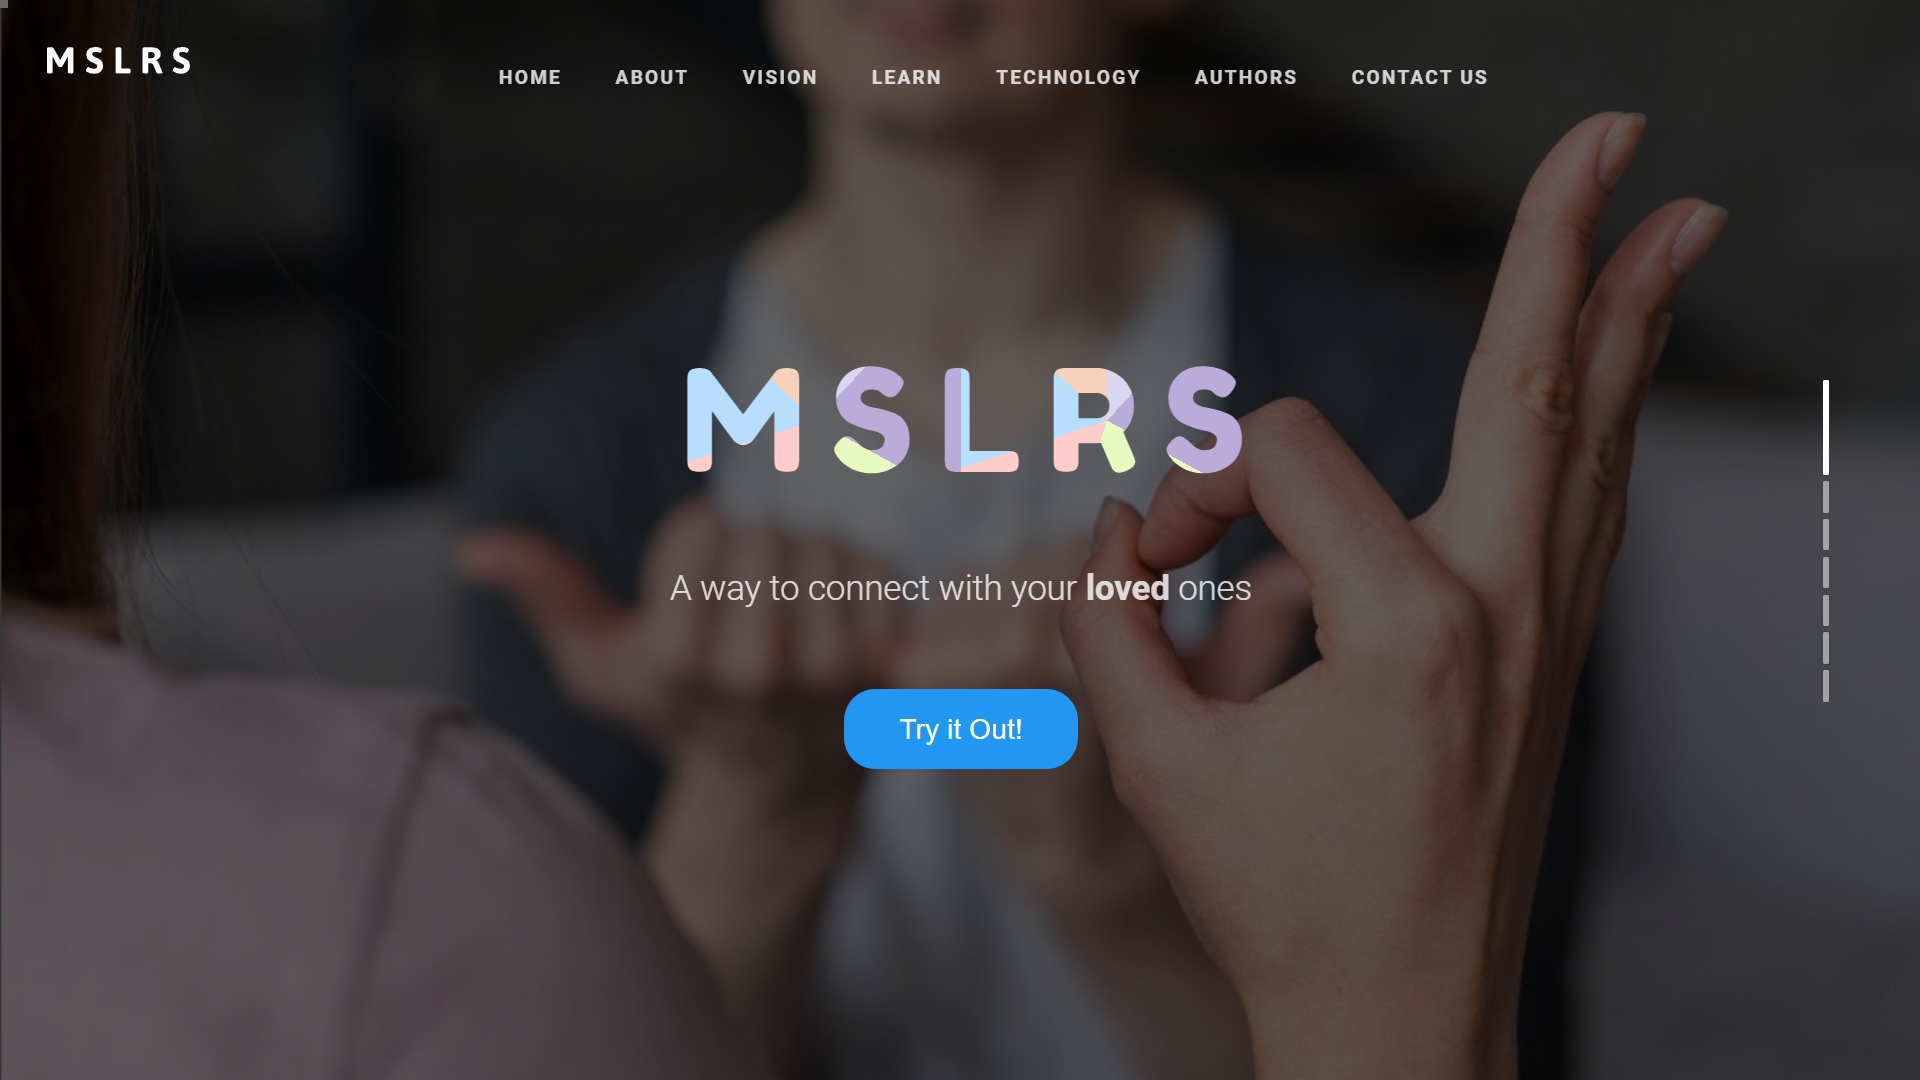 MSLRS
HOME ABOUT VISION LEARN TECHNOLOGY AUTHORS CONTACT US
MSLRS
A way to connect with your loved ones
Try it Out!